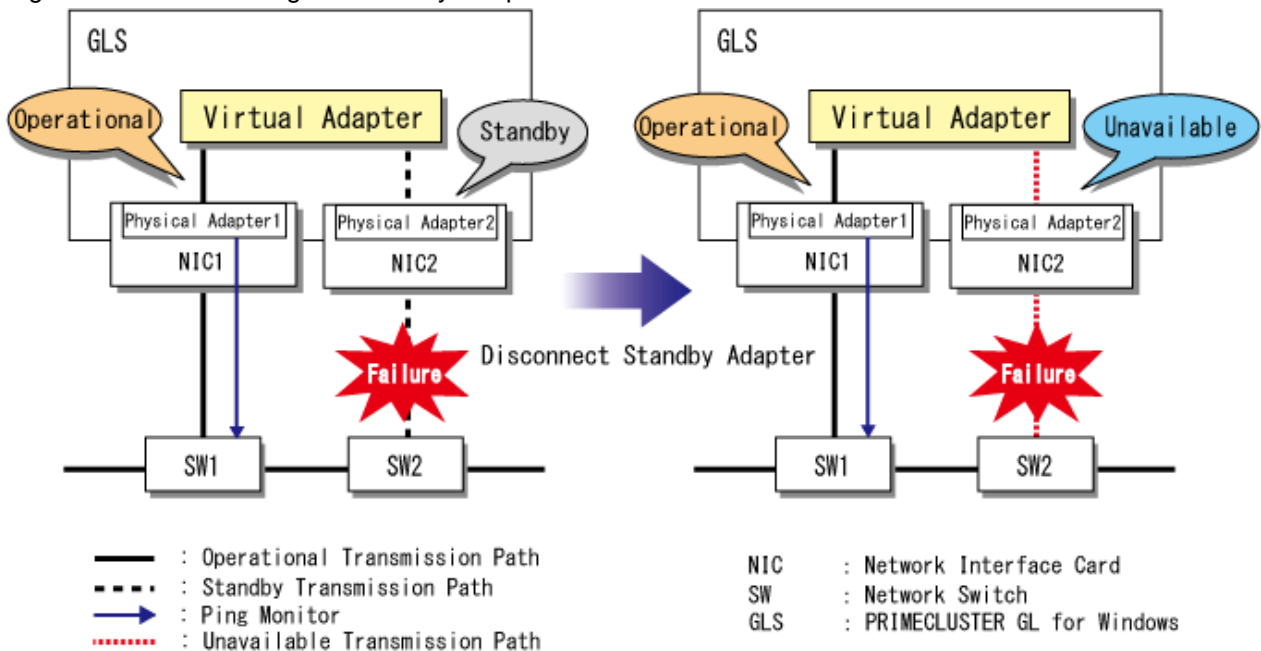 GLS
Operational
Virtual Adapter
Standby
Physical Adapter1
NIC1
Physical Adapter2
NIC2
Failure
SW1
SW2
Disconnect Standby Adapter
GLS
Operational
Virtual Adapter
Unavailable
Physical Adapter1
NIC1
Physical Adapter2
NIC2
Failure
SW1
SW2
: Operational Transmission Path
: Standby Transmission Path
: Ping Monitor
: Unavailable Transmission Path
NIC : Network Interface Card
SW : Network Switch
GLS : PRIMECLUSTER GL for Windows